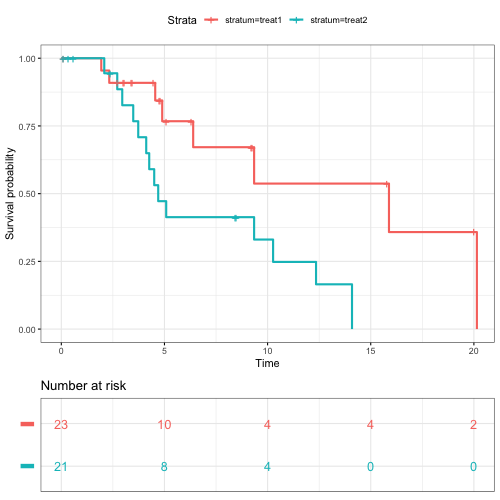 Strata stratum=treat1 stratum=treat2
1.00
0.75
0.50
0.25
0.00
Survival probability
0 5 10 15 20
Time
Number at risk
23 10 4 4 2
21 8 4 0 0